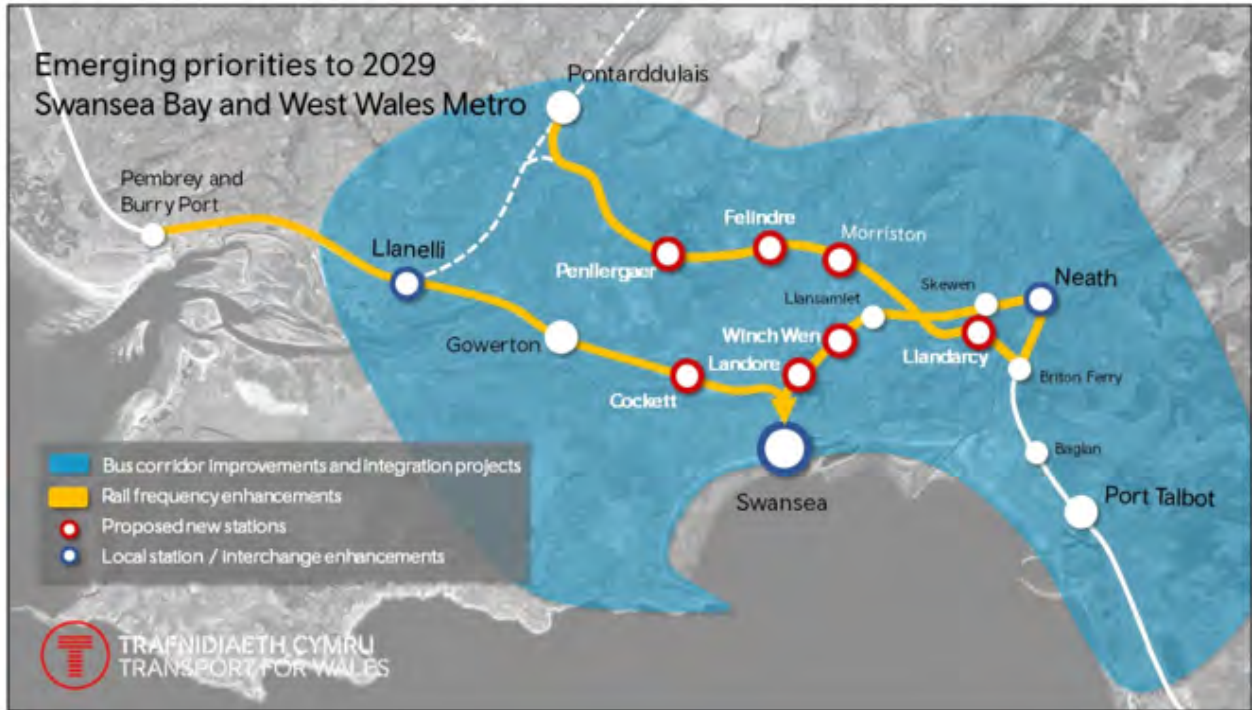 Emerging priorities to 2029
Swansea Bay and West Wales Metro
Pontarddulais
Pembrey and
Burry Port
Llanelli
Felindre
Morriston
Penllergaer
Skewen
Neath
Llansamlet
Gowerton
Winch Wen
Landore
Llandarcy
Cockett
Briton Ferry
Baglan
Swansea
Port Talbot
Bus corridor improvements and integration projects
Rail frequency enhancements
Proposed new stations
Local station / interchange enhancements
TRAFNIDIAETH CYMRU
TRANSPORT FOR WALES